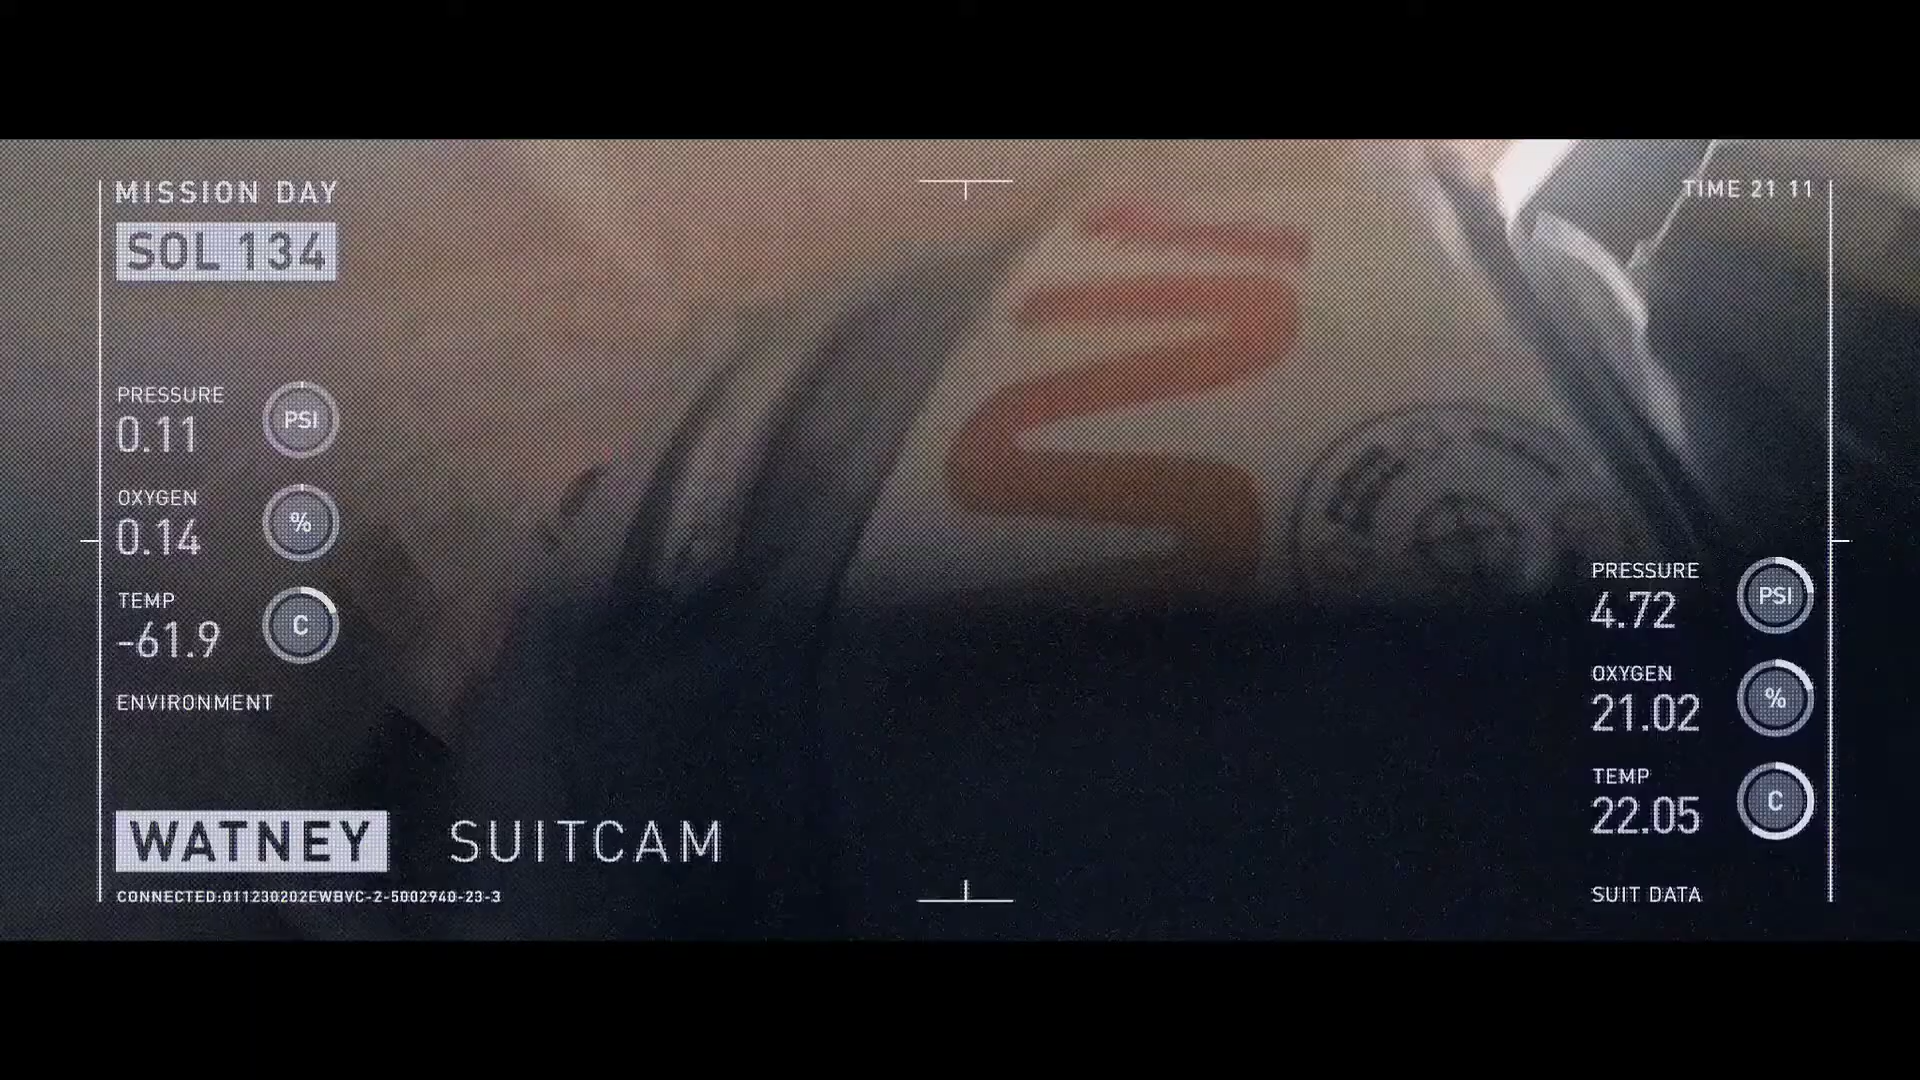 MISSION DAY
SOL 134
TIME 21 11
PRESSURE
0.11
PSI
OXYGEN
0.14
%
TEMP
-61.9
C
ENVIRONMENT
PRESSURE
4.72
PSI
OXYGEN
21.02
%
TEMP
22.05
C
SUIT DATA
WATNEY SUITCAM
CONNECTED:011230202EWBVC-2-5002940-23-3